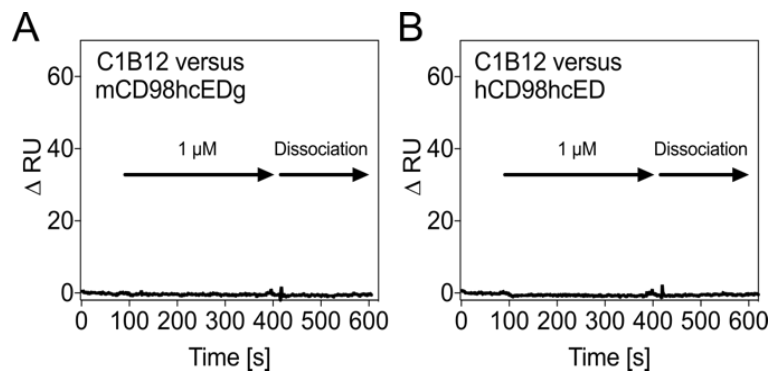 A
C1B12 versus
mCD98hcEDg
60
40
20
0
Δ RU
1 μM
Dissociation
0 100 200 300 400 500 600
Time [s]
B
C1B12 versus
hCD98hcED
60
40
20
0
Δ RU
1 μM
Dissociation
0 100 200 300 400 500 600
Time [s]